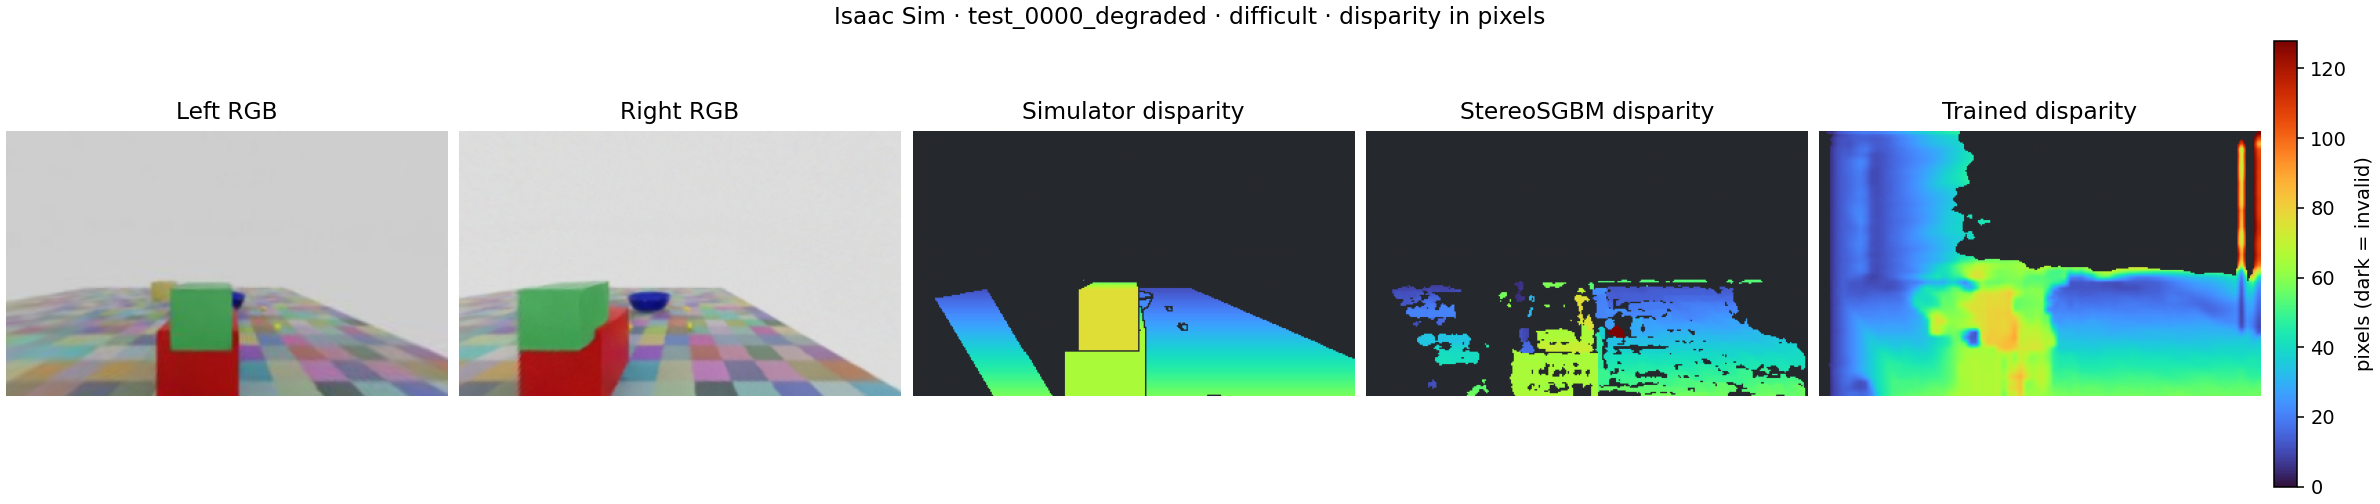 Isaac Sim · test_0000_degraded · difficult · disparity in pixels
Left RGB
Right RGB
Simulator disparity
StereoSGBM disparity
Trained disparity
120
100
80
60
40
20
0
pixels (dark = invalid)